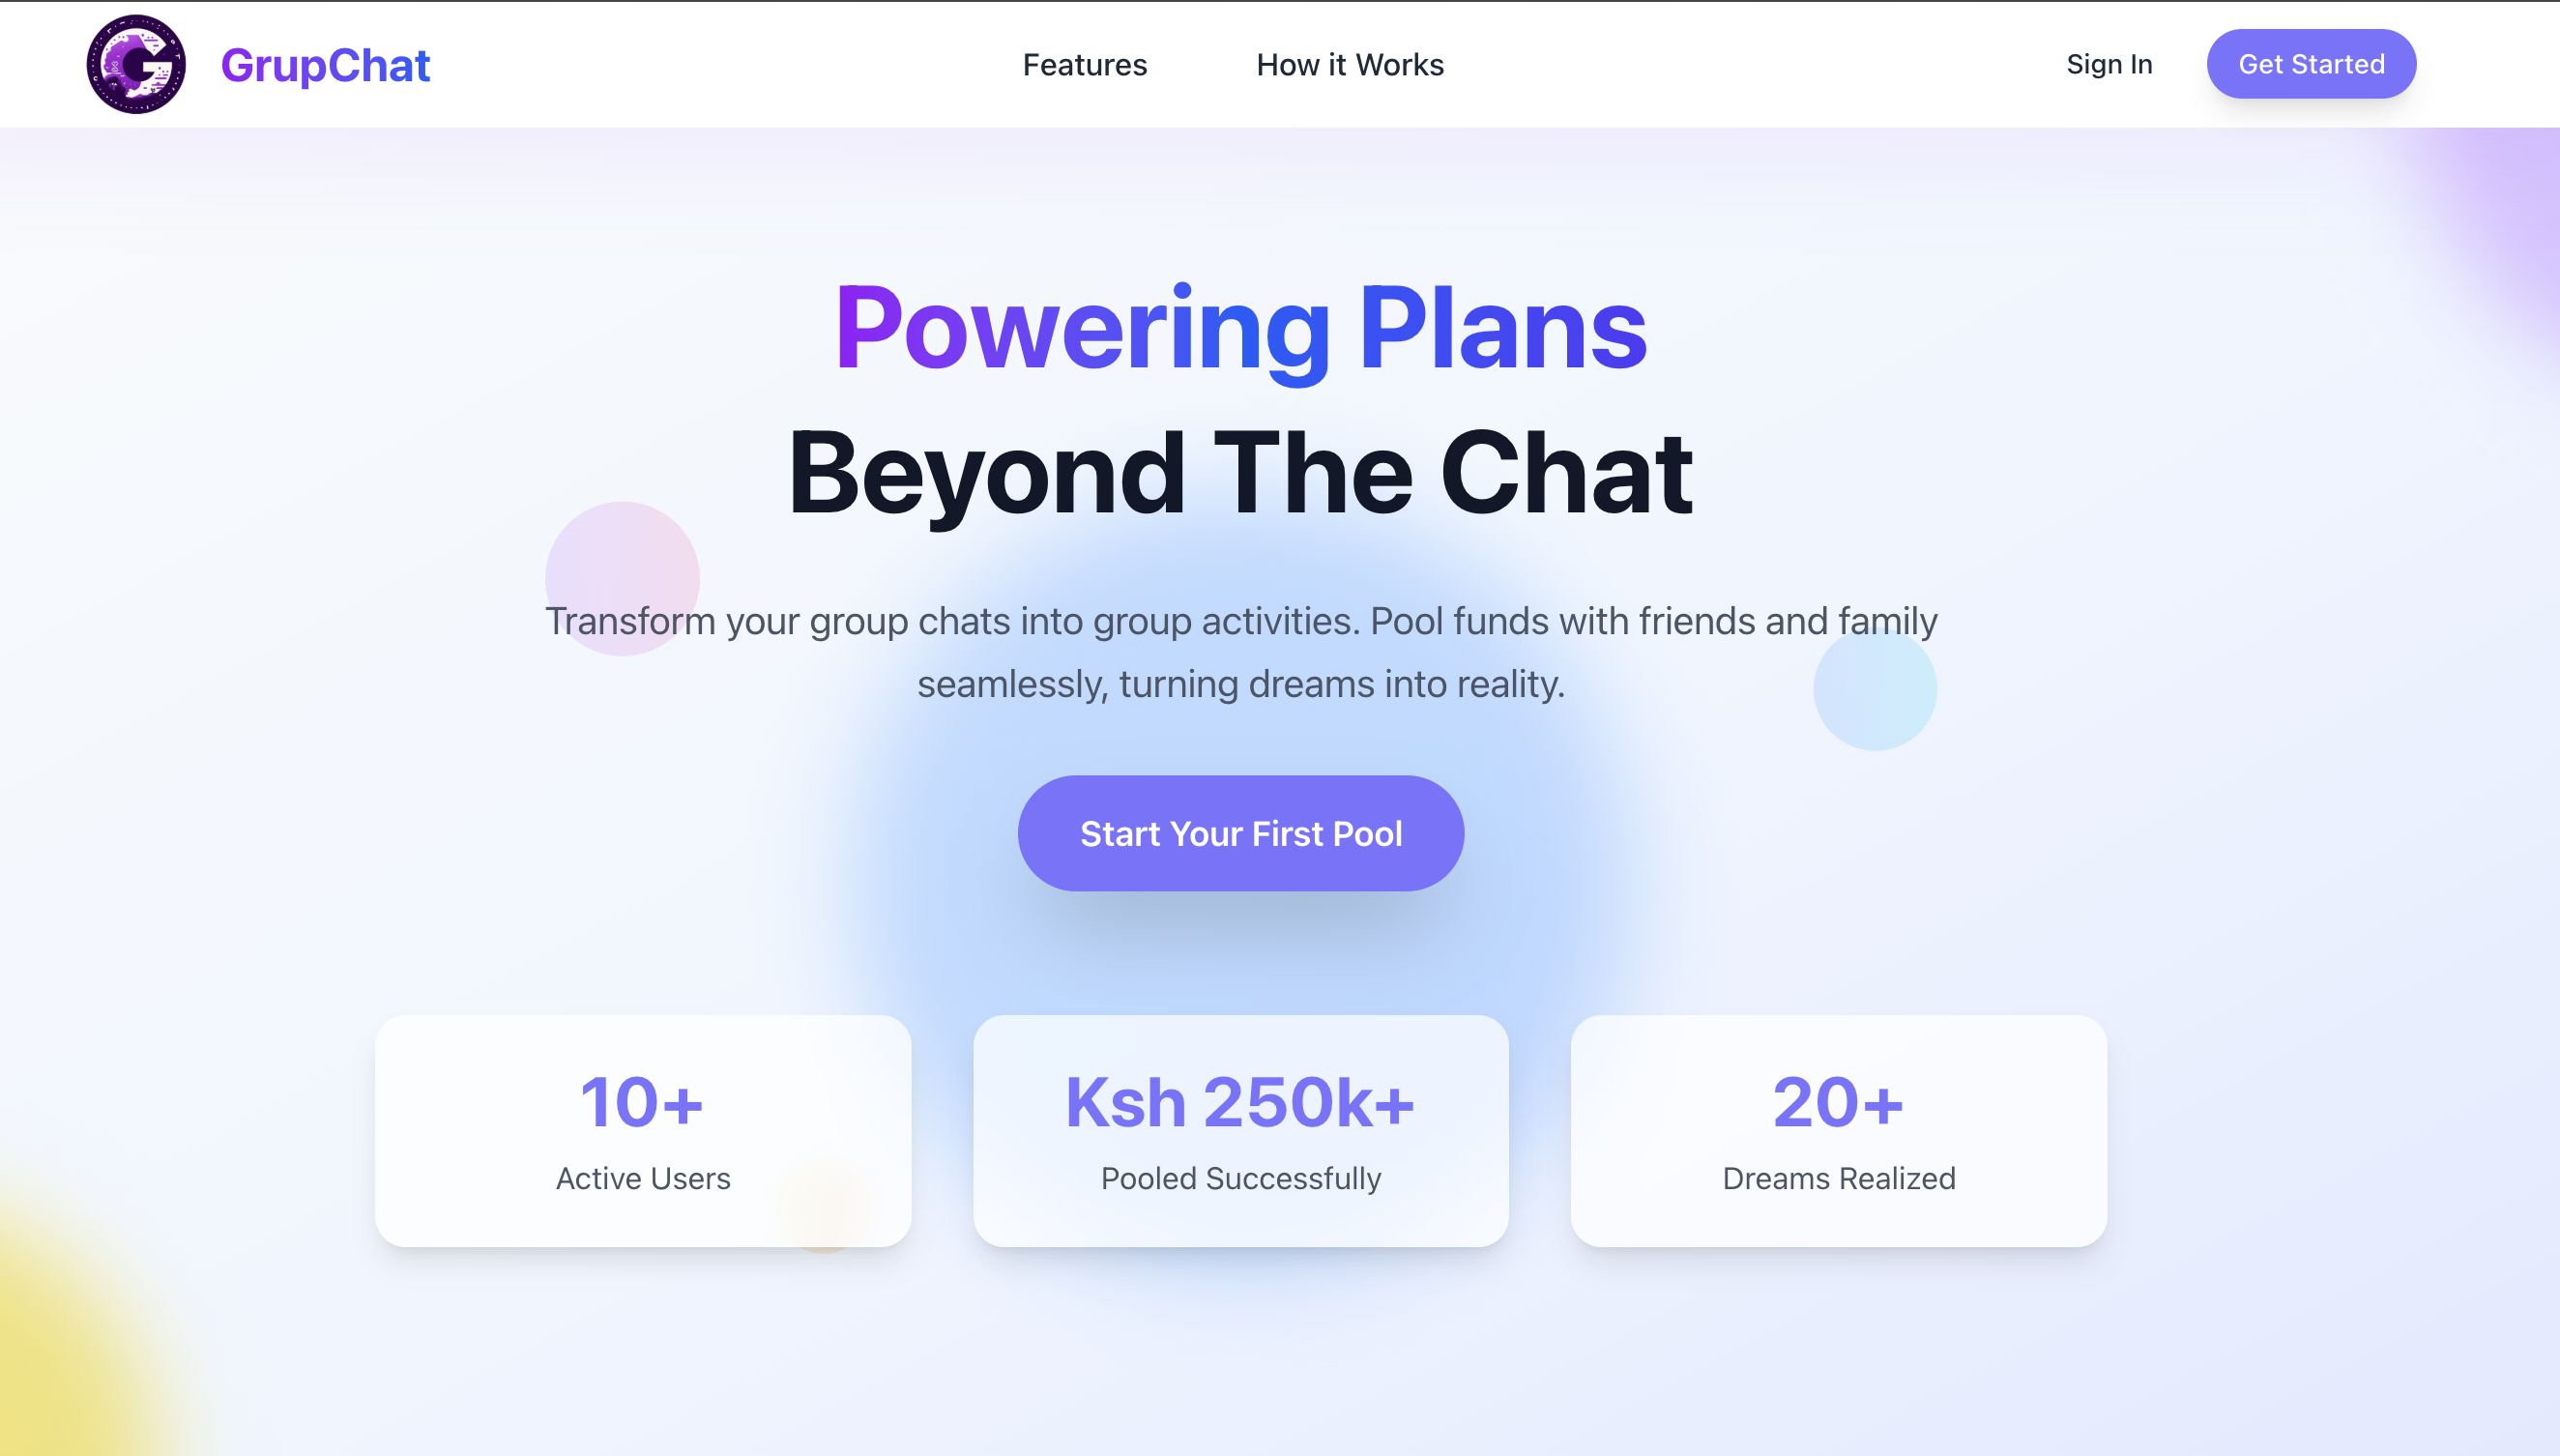 GrupChat
Features
How it Works
Sign In
Get Started
Powering Plans
Beyond The Chat
Transform your group chats into group activities. Pool funds with friends and family
seamlessly, turning dreams into reality.
Start Your First Pool
10+
Active Users
Ksh 250k+
Pooled Successfully
20+
Dreams Realized